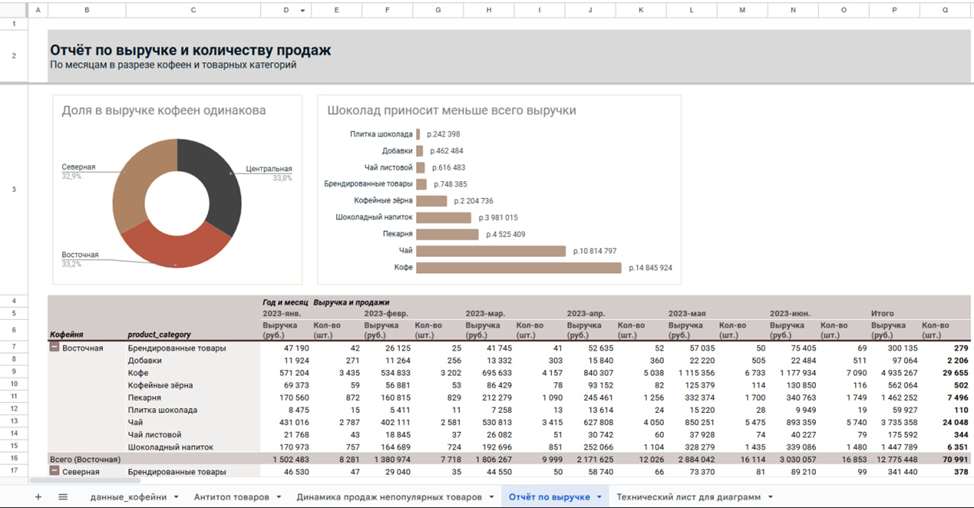 A B C D E F G H I J K L M N O P Q
1
2 Отчёт по выручке и количеству продаж
По месяцам в разрезе кофеен и товарных категорий
3
Доля в выручке кофеен одинакова
Северная
32,9%
Центральная
33,8%
Восточная
33,2%
Шоколад приносит меньше всего выручки
Плитка шоколада р.242 398
Добавки р.462 484
Чай листовой р.616 483
Брендированные товары р.748 385
Кофейные зёрна р.2 204 736
Шоколадный напиток р.3 981 015
Пекарня р.4 525 409
Чай р.10 814 797
Кофе р.14 845 924
4 Год и месяц Выручка и продажи
5 2023-янв. 2023-февр. 2023-мар. 2023-апр. 2023-мая 2023-июн. Итого
6 Кофейня product_category Выручка (руб.) Кол-во (шт.) Выручка (руб.) Кол-во (шт.) Выручка (руб.) Кол-во (шт.) Выручка (руб.) Кол-во (шт.) Выручка (руб.) Кол-во (шт.) Выручка (руб.) Кол-во (шт.) Выручка (руб.) Кол-во (шт.)
7 Восточная Брендированные товары 47 190 42 26 125 25 41 745 41 52 635 52 57 035 50 75 405 69 300 135 279
8 Добавки 11 924 271 11 264 256 13 332 303 15 840 360 22 220 505 22 484 511 97 064 2 206
9 Кофе 571 204 3 435 534 833 3 202 695 633 4 157 840 307 5 038 1 115 356 6 733 1 177 934 7 090 4 935 267 29 655
10 Кофейные зёрна 69 373 59 56 881 53 86 429 78 93 152 82 125 379 114 130 850 116 562 064 502
11 Пекарня 170 560 872 160 815 829 212 279 1 090 245 461 1 256 332 374 1 700 340 763 1 749 1 462 252 7 496
12 Плитка шоколада 8 475 15 5 411 11 7 258 13 13 614 24 15 220 28 9 949 19 59 927 110
13 Чай 431 016 2 787 402 111 2 581 530 813 3 415 627 808 4 050 850 251 5 475 893 359 5 740 3 735 358 24 048
14 Чай листовой 21 768 43 18 845 37 26 082 51 30 742 60 37 928 74 40 227 79 175 592 344
15 Шоколадный напиток 170 973 757 164 689 724 192 696 851 252 066 1 104 328 279 1 435 339 086 1 480 1 447 789 6 351
16 Всего (Восточная) 1 502 483 8 281 1 380 974 7 718 1 806 267 9 999 2 171 625 12 026 2 884 042 16 114 3 030 057 16 853 12 775 448 70 991
17 Северная Брендированные товары 46 530 47 29 040 35 44 550 50 58 740 66 73 370 81 89 210 99 341 440 378
данные_кофейни Антитоп товаров Динамика продаж непопулярных товаров Отчёт по выручке Технический лист для диаграмм